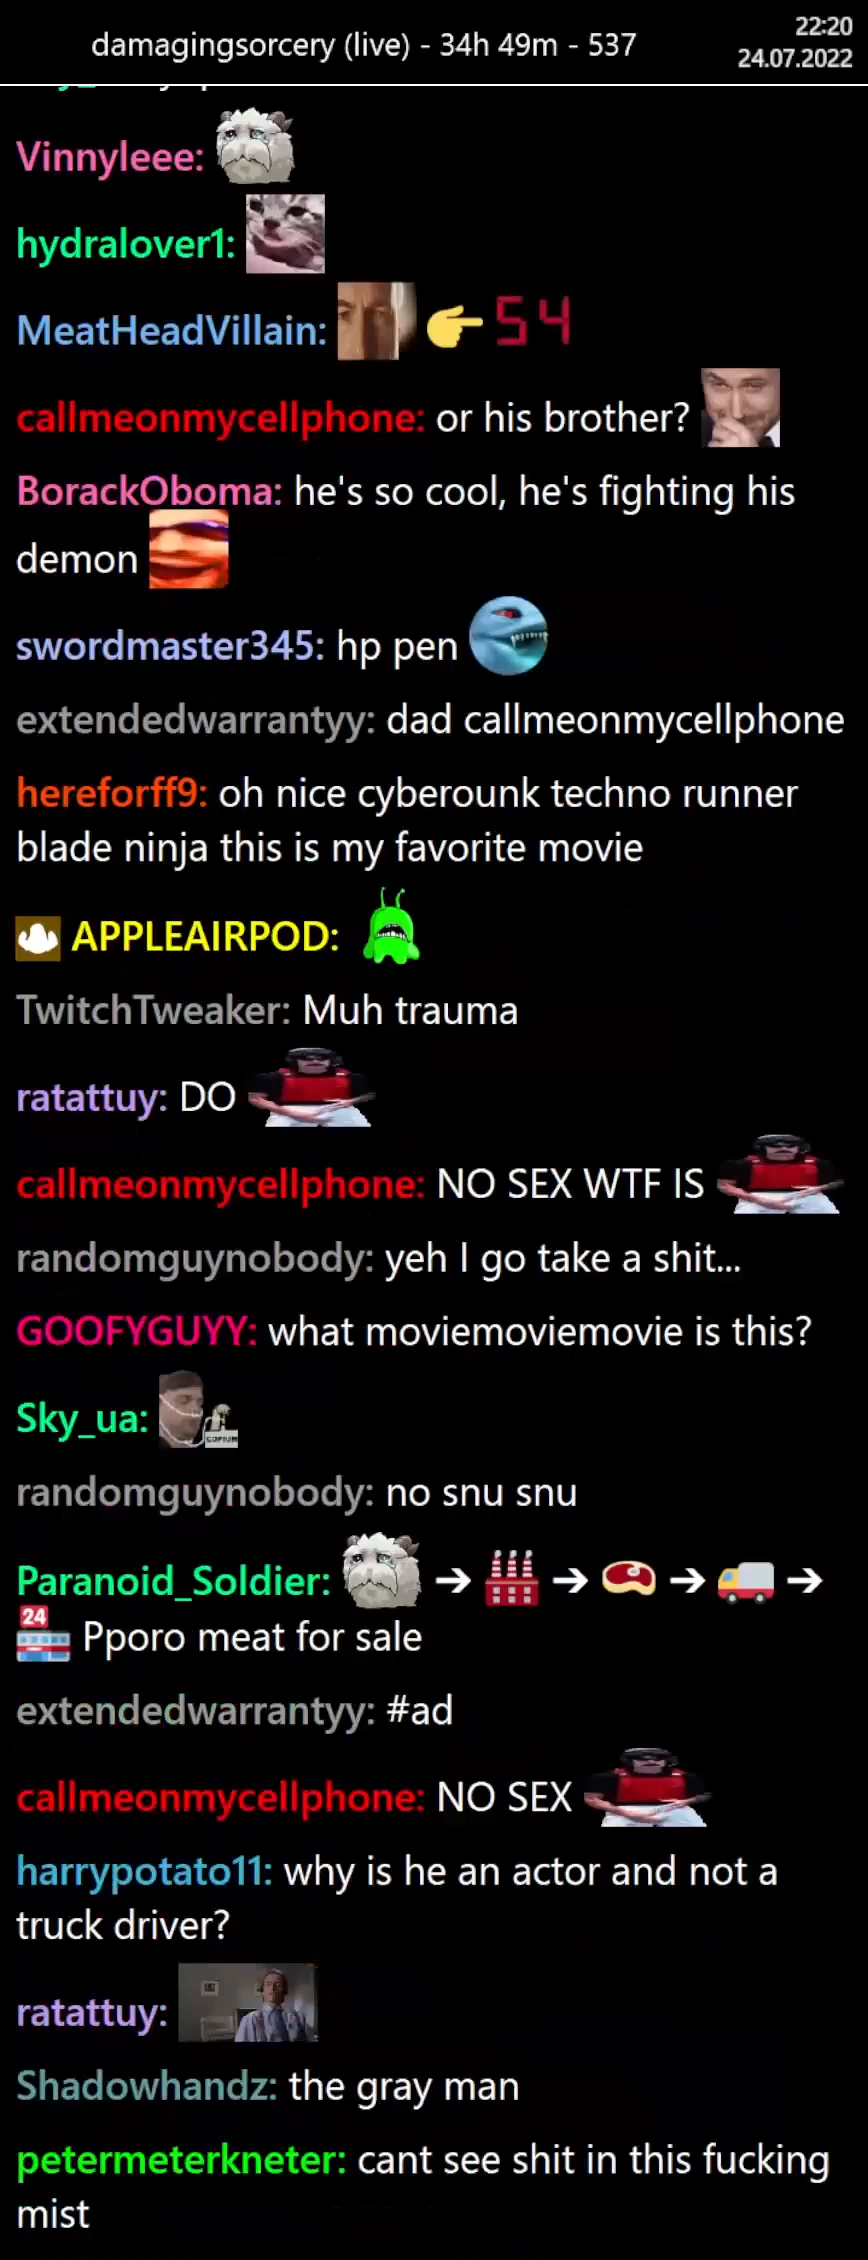 damagingsorcery (live) - 34h 49m - 537
22:20
24.07.2022
Vinnyleee:
hydralover1:
MeatHeadVillain: 👉 54
callmeonmycellphone: or his brother?
BorackOboma: he's so cool, he's fighting his
demon
swordmaster345: hp pen
extendedwarrantyy: dad callmeonmycellphone
hereforff9: oh nice cyberounk techno runner
blade ninja this is my favorite movie
APPLEAIRPOD:
TwitchTweaker: Muh trauma
ratattuy: DO
callmeonmycellphone: NO SEX WTF IS
randomguynobody: yeh I go take a shit...
GOOFYGUYY: what moviemoviemovie is this?
Sky_ua:
COPIUM
randomguynobody: no snu snu
Paranoid_Soldier: ➔ 🏭 ➔ 🥩 ➔ 🚚 ➔
🏪 24 Pporo meat for sale
extendedwarrantyy: #ad
callmeonmycellphone: NO SEX
harrypotato11: why is he an actor and not a
truck driver?
ratattuy:
Shadowhandz: the gray man
petermeterkneter: cant see shit in this fucking
mist